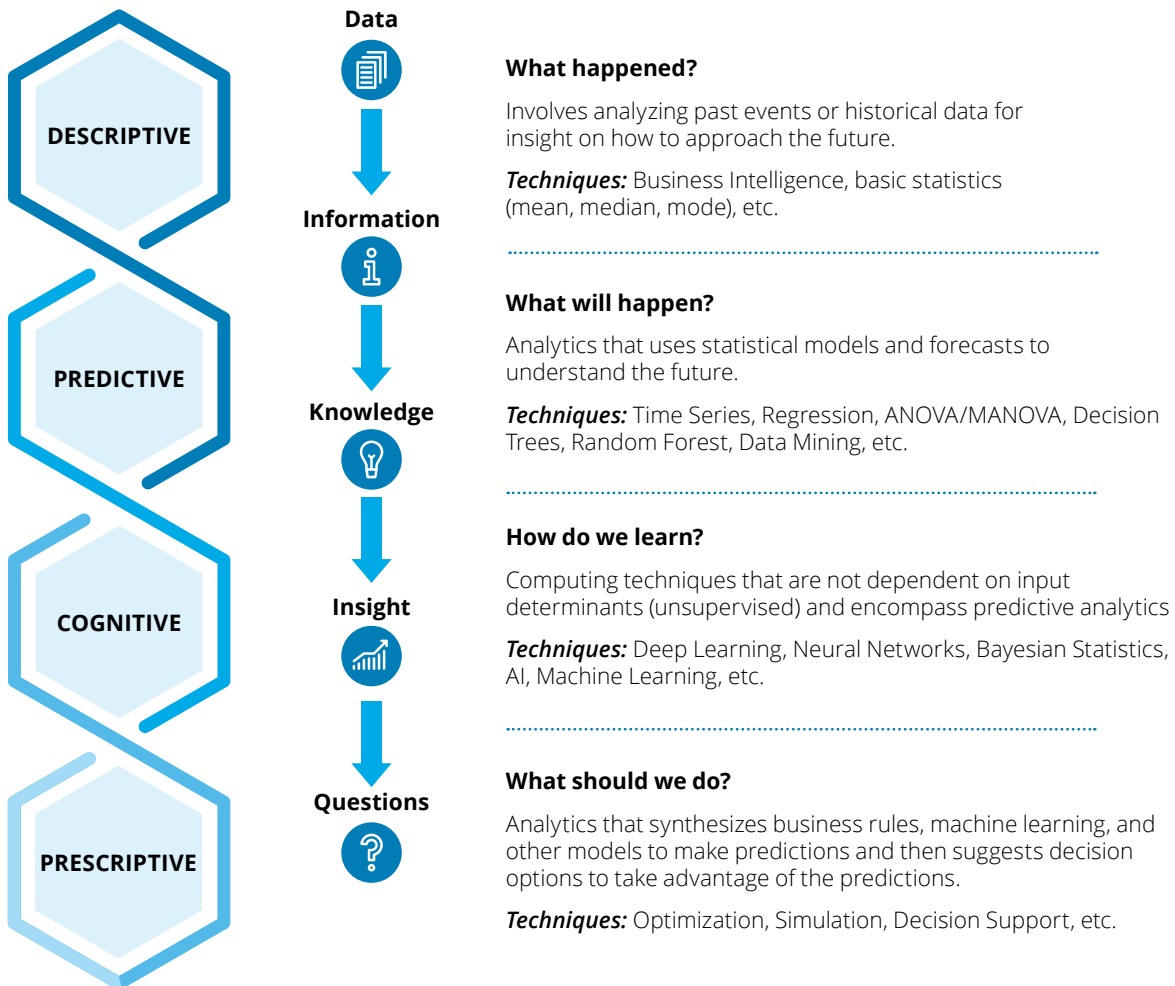 DESCRIPTIVE
PREDICTIVE
COGNITIVE
PRESCRIPTIVE
Data
Information
Knowledge
Insight
Questions
What happened?
Involves analyzing past events or historical data for
insight on how to approach the future.
Techniques: Business Intelligence, basic statistics
(mean, median, mode), etc.
What will happen?
Analytics that uses statistical models and forecasts to
understand the future.
Techniques: Time Series, Regression, ANOVA/MANOVA, Decision
Trees, Random Forest, Data Mining, etc.
How do we learn?
Computing techniques that are not dependent on input
determinants (unsupervised) and encompass predictive analytics
Techniques: Deep Learning, Neural Networks, Bayesian Statistics,
AI, Machine Learning, etc.
What should we do?
Analytics that synthesizes business rules, machine learning, and
other models to make predictions and then suggests decision
options to take advantage of the predictions.
Techniques: Optimization, Simulation, Decision Support, etc.